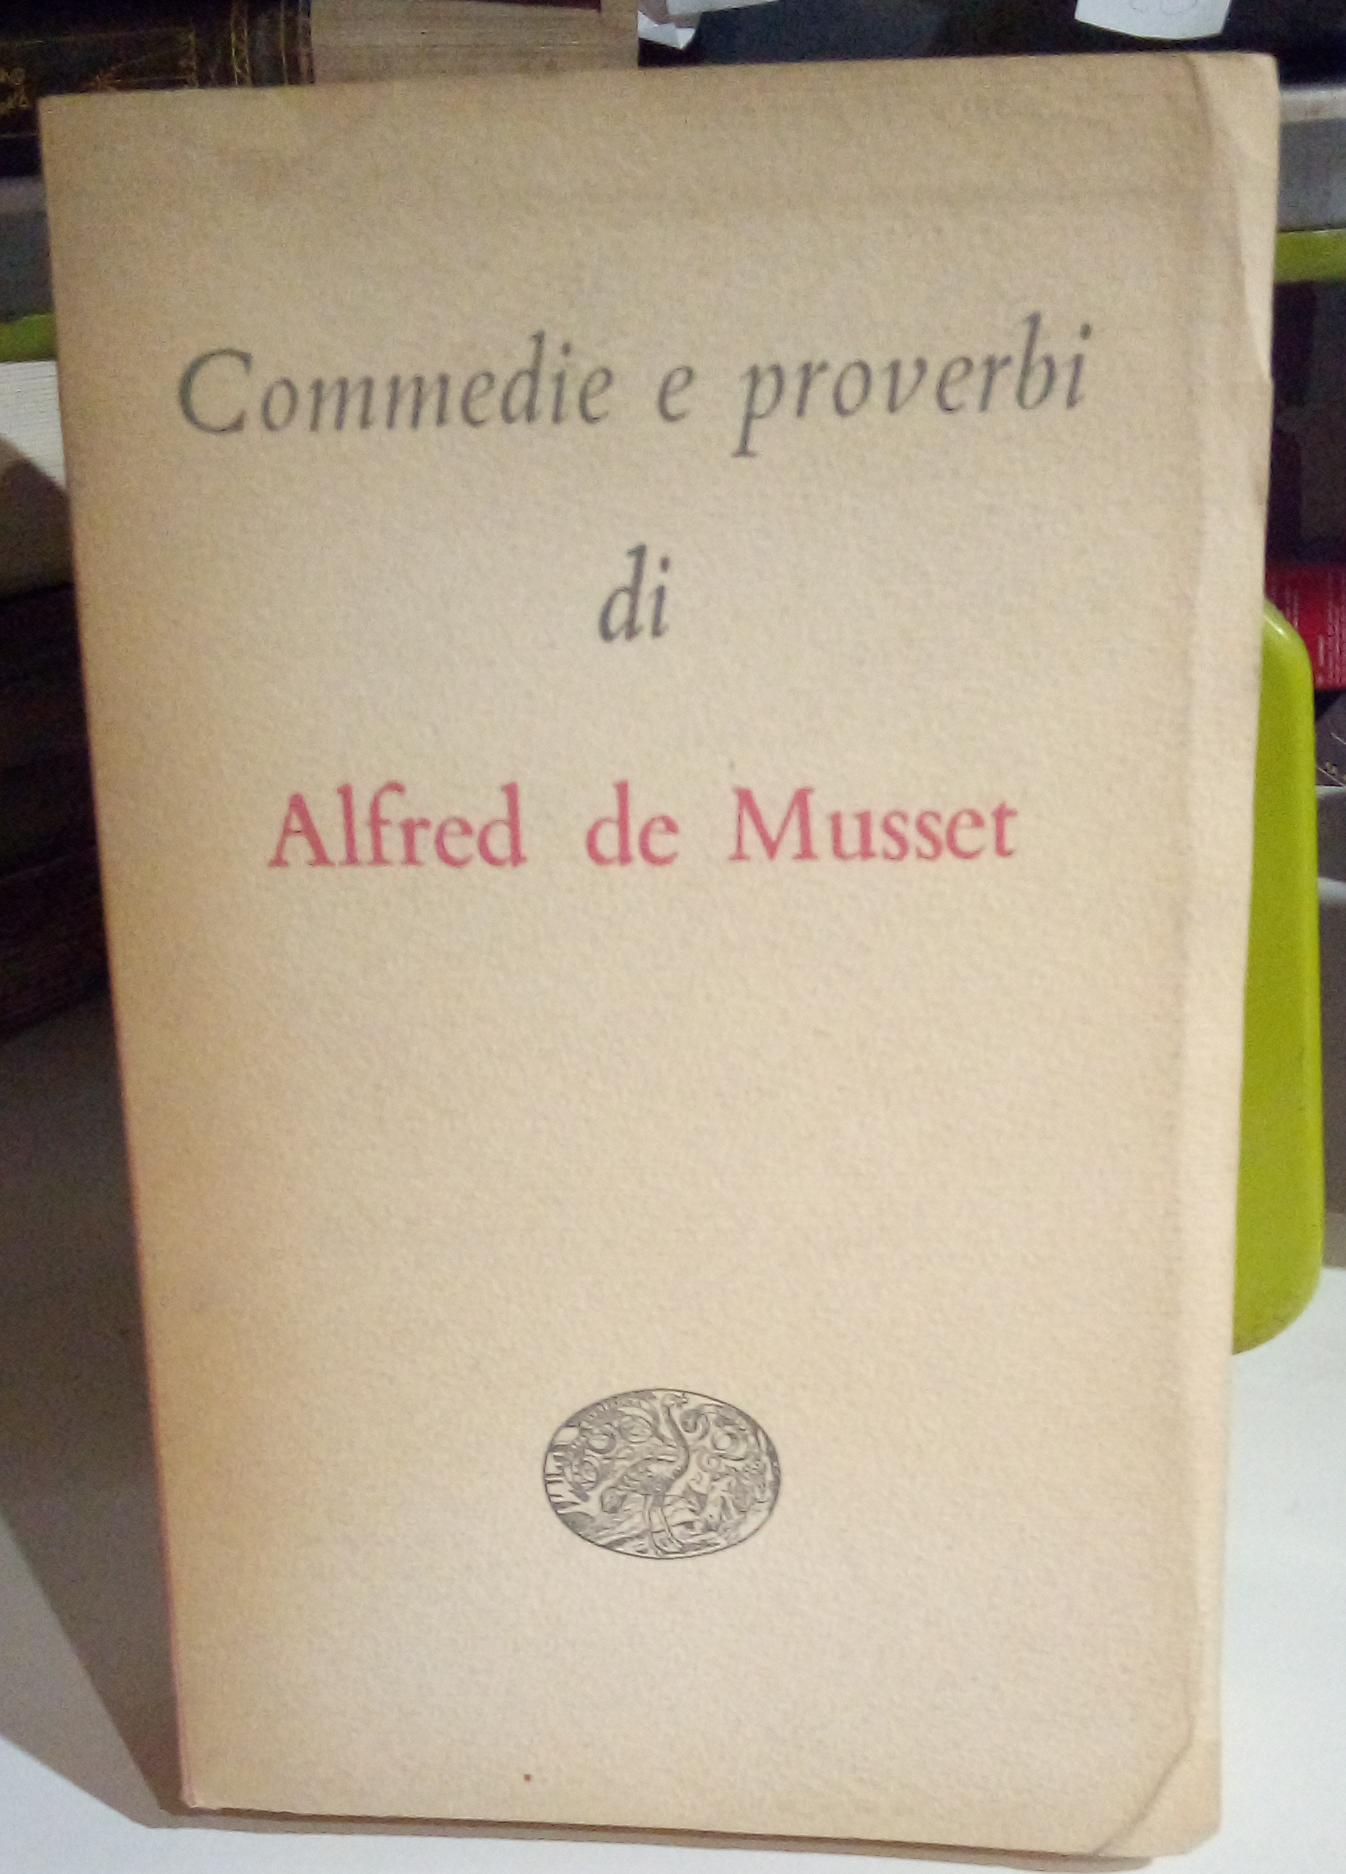 Commedie e proverbi
di
Alfred de Musset